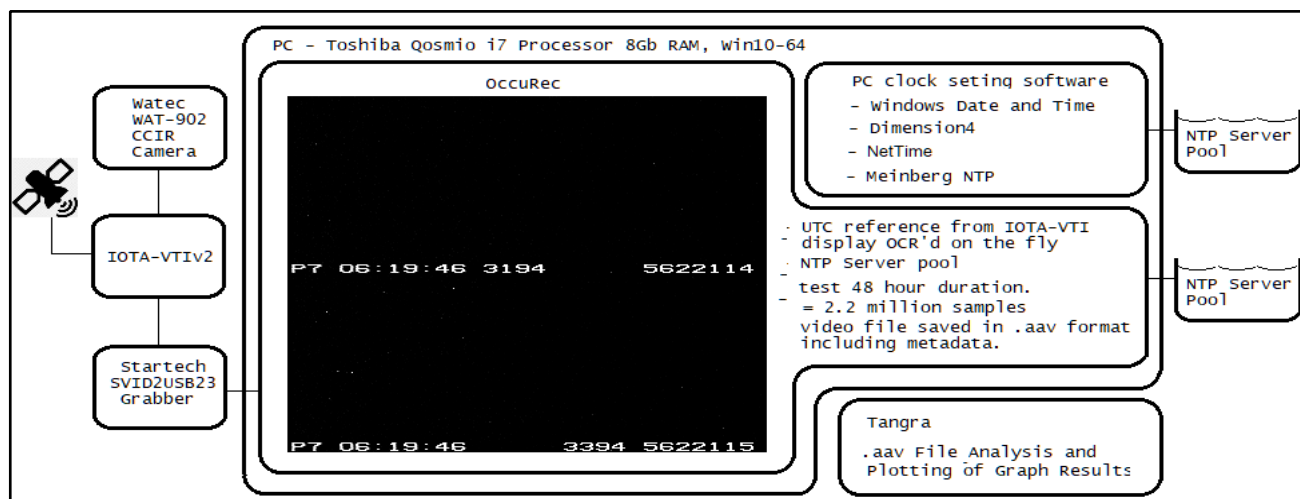 PC - Toshiba Qosmio i7 Processor 8Gb RAM, Win10-64
OccuRec
Watec
WAT-902
CCIR
Camera
IOTA-VTIv2
Startech
SVID2USB23
Grabber
P7 06:19:46 3194 5622114
P7 06:19:46 3394 5622115
PC clock seting software
- Windows Date and Time
- Dimension4
- NetTime
- Meinberg NTP
NTP Server
Pool
- UTC reference from IOTA-VTI
display OCR'd on the fly
- NTP Server pool
- test 48 hour duration.
= 2.2 million samples
- video file saved in .aav format
including metadata.
NTP Server
Pool
Tangra
.aav File Analysis and
Plotting of Graph Results